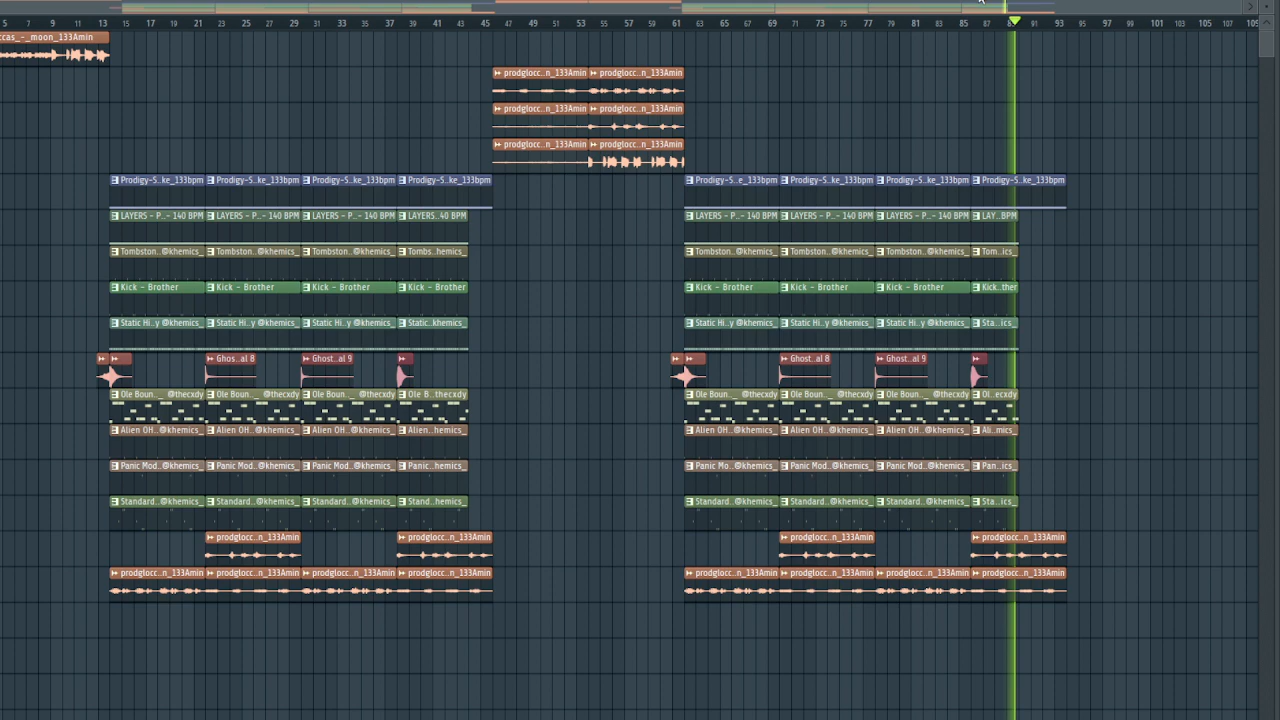 5 7 9 11 13 15 17 19 21 23 25 27 29 31 33 35 37 39 41 43 45 47 49 51 53 55 57 59 61 63 65 67 69 71 73 75 77 79 81 83 85 87 91 93 95 97 99 101 103 105 107 109
ccas_-_moon_133Amin
prodglocc..n_133Amin prodglocc..n_133Amin
prodglocc..n_133Amin prodglocc..n_133Amin
prodglocc..n_133Amin prodglocc..n_133Amin
Prodigy-S..ke_133bpm Prodigy-S..ke_133bpm Prodigy-S..ke_133bpm Prodigy-S..ke_133bpm Prodigy-S..e_133bpm Prodigy-S..ke_133bpm Prodigy-S..ke_133bpm Prodigy-S..ke_133bpm
LAYERS - P..- 140 BPM LAYERS - P..- 140 BPM LAYERS - P..- 140 BPM LAYERS..40 BPM LAYERS - P..- 140 BPM LAYERS - P..- 140 BPM LAYERS - P..- 140 BPM LAY..BPM
Tombston..@khemics_ Tombston..@khemics_ Tombston..@khemics_ Tombs..hemics_ Tombston..@khemics_ Tombston..@khemics_ Tombston..@khemics_ Tom..ics_
Kick - Brother Kick - Brother Kick - Brother Kick - Brother Kick - Brother Kick - Brother Kick - Brother Kick..ther
Static Hi..y @khemics_ Static Hi..y @khemics_ Static Hi..y @khemics_ Static..khemics_ Static Hi..y @khemics_ Static Hi..y @khemics_ Static Hi..y @khemics_ Sta..ics_
Ghos..al 8 Ghost..al 9 Ghost..al 8 Ghost..al 9
Ole Boun.._ @thecxdy Ole Boun.._ @thecxdy Ole Boun.._ @thecxdy Ole B..thecxdy Ole Boun.._ @thecxdy Ole Boun.._ @thecxdy Ole Boun.._ @thecxdy Ol..ecxdy
Alien OH..@khemics_ Alien OH..@khemics_ Alien OH..@khemics_ Alien..hemics_ Alien OH..@khemics_ Alien OH..@khemics_ Alien OH..@khemics_ Ali..mics_
Panic Mod..@khemics_ Panic Mod..@khemics_ Panic Mod..@khemics_ Panic..hemics_ Panic Mo..@khemics_ Panic Mod..@khemics_ Panic Mod..@khemics_ Pan..ics_
Standard..@khemics_ Standard..@khemics_ Standard..@khemics_ Stand..hemics_ Standard..@khemics_ Standard..@khemics_ Standard..@khemics_ Sta..ics_
prodglocc..n_133Amin prodglocc..n_133Amin prodglocc..n_133Amin prodglocc..n_133Amin
prodglocc..n_133Amin prodglocc..n_133Amin prodglocc..n_133Amin prodglocc..n_133Amin prodglocc..n_133Amin prodglocc..n_133Amin prodglocc..n_133Amin prodglocc..n_133Amin